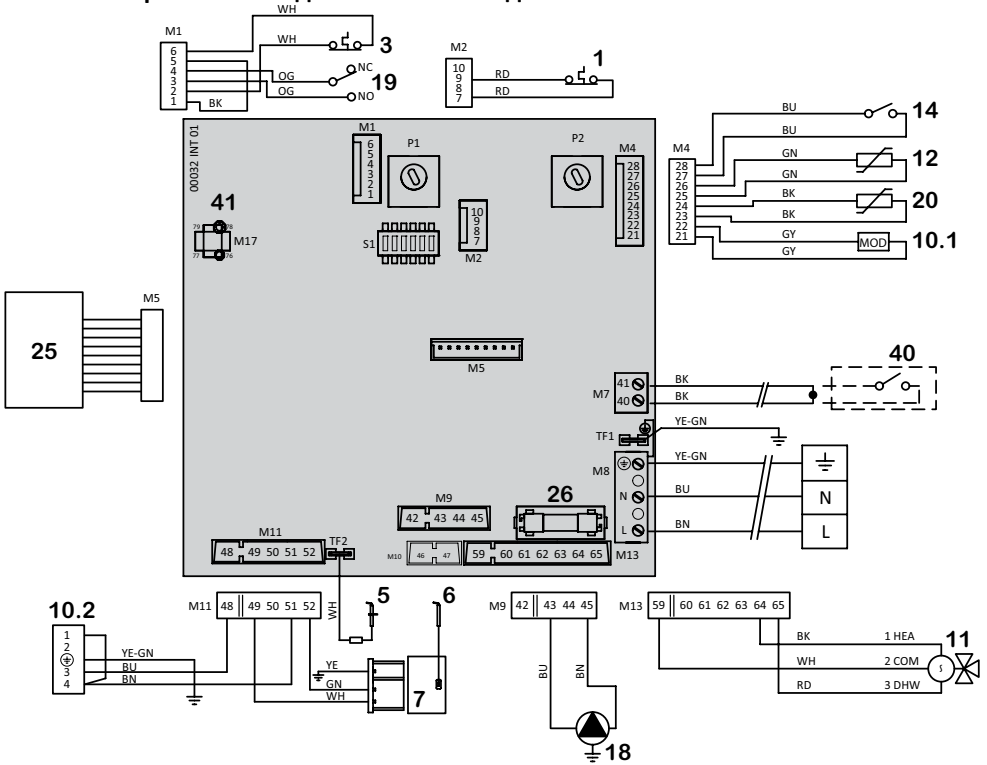 WH
M1
M2
6
5
4
3
2
1
WH
3
NC
OG
19
OG
NO
BK
10
9
8
7
RD
RD
1
BU
14
BU
M4
28
27
26
25
24
23
22
21
GN
12
GN
BK
20
BK
GY
MOD
10.1
GY
00032 INT 01
M1
6
5
4
3
2
1
P1
P2
M4
28
27
26
25
24
23
22
21
41
79
78
M17
77
76
S1
10
9
8
7
M2
M5
25
M5
M7
41
40
BK
BK
40
TF1
YE-GN
M8
YE-GN
N
BU
N
L
BN
L
M9
42 43 44 45
26
M11
48 49 50 51 52
TF2
M10
46 47
59 60 61 62 63 64 65
M13
10.2
1
2
3
4
YE-GN
BU
BN
M11
48 49 50 51 52
WH
5
6
YE
GN
WH
7
M9
42 43 44 45
BU
BN
18
M13
59 60 61 62 63 64 65
BK
1 HEA
11
WH
2 COM
RD
3 DHW